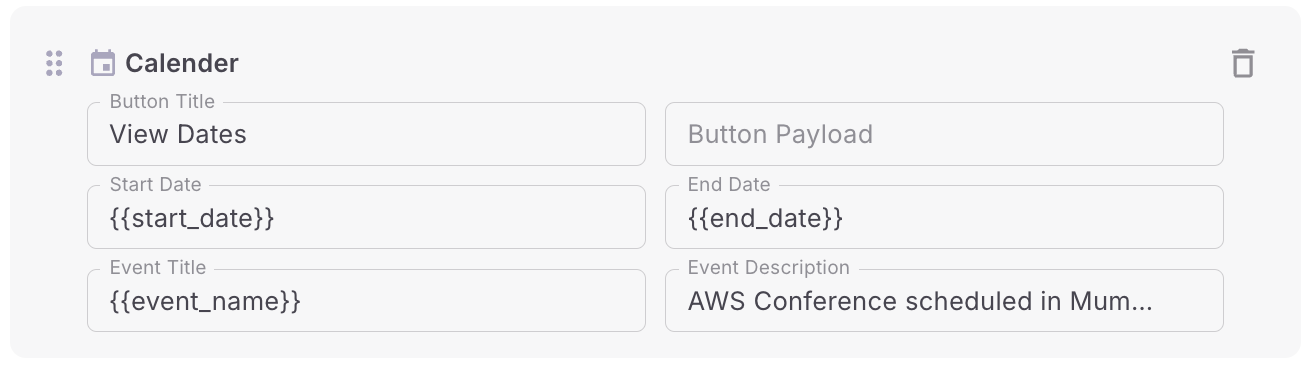 Calender
Button Title
View Dates
Button Payload
Start Date
{{start_date}}
End Date
{{end_date}}
Event Title
{{event_name}}
Event Description
AWS Conference scheduled in Mum...